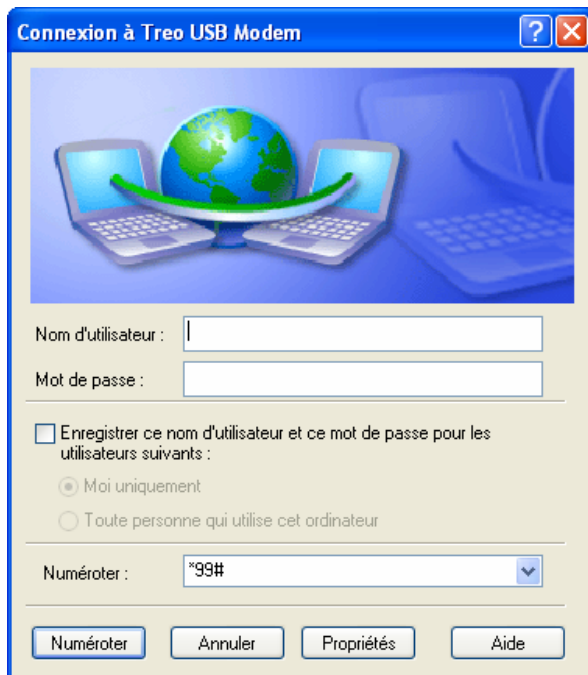 Connexion à Treo USB Modem
Nom d'utilisateur :
Mot de passe :
Enregistrer ce nom d'utilisateur et ce mot de passe pour les
utilisateurs suivants :
Moi uniquement
Toute personne qui utilise cet ordinateur
Numéroter : *99#
Numéroter Annuler Propriétés Aide